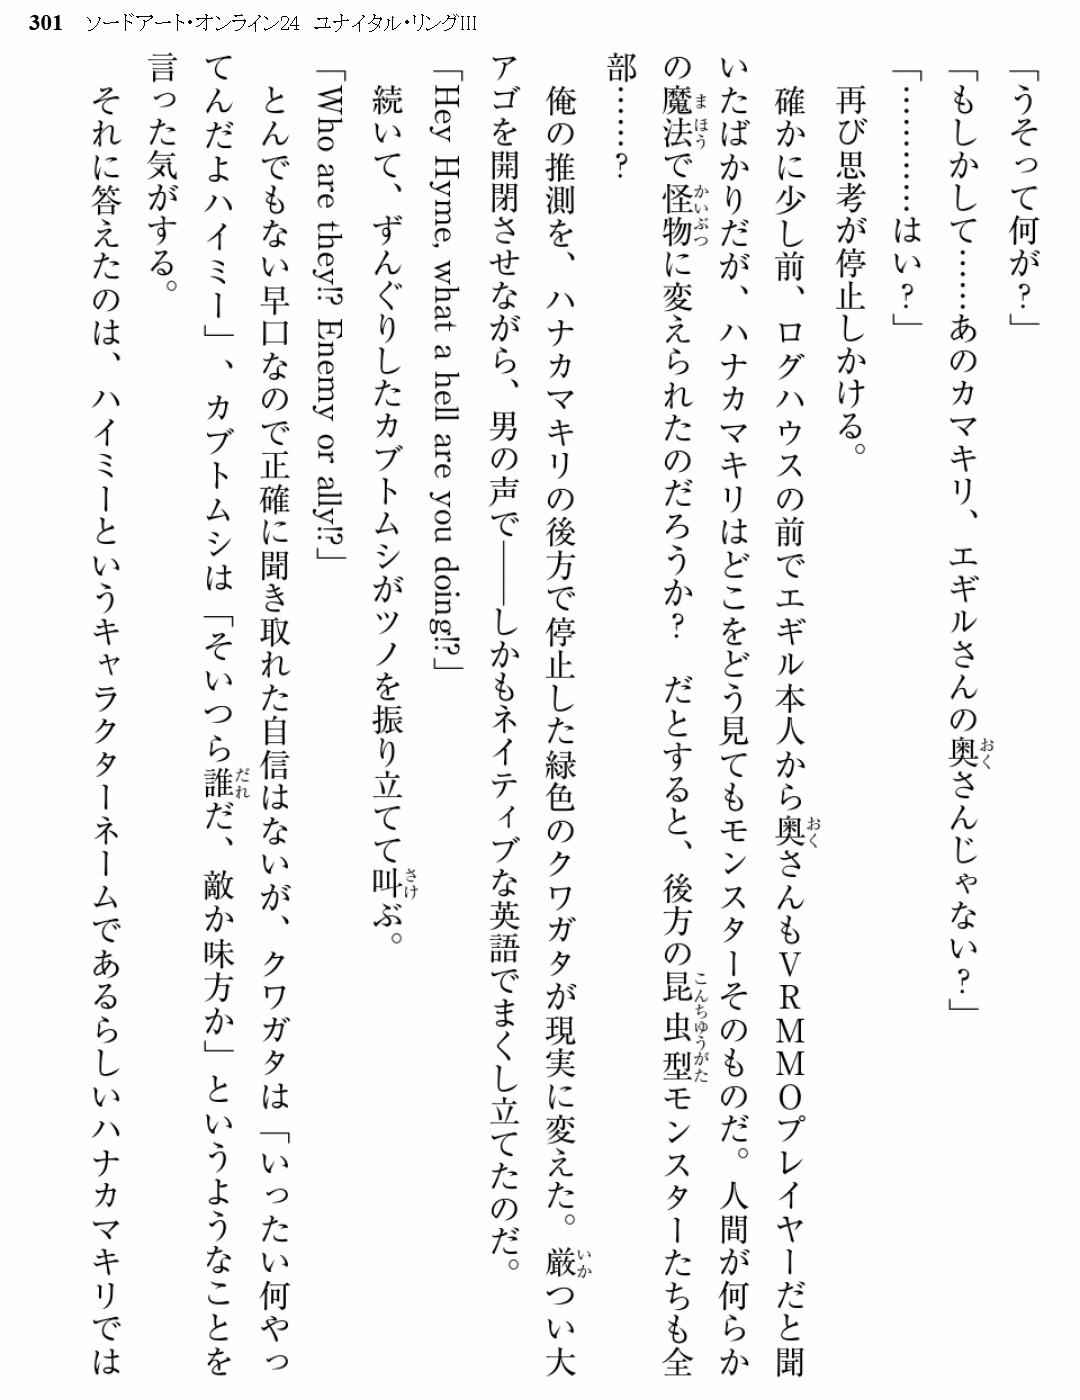 301 ソードアート・オンライン24 ユナイタル・リングIII
「うそって何が？」
「もしかして……あのカマキリ、エギルさんの奥さんじゃない？」
「…………はい？」
再び思考が停止しかける。
確かに少し前、ログハウスの前でエギル本人から奥さんもＶＲＭＭＯプレイヤーだと聞
いたばかりだが、ハナカマキリはどこをどう見てもモンスターそのものだ。人間が何らか
の魔法で怪物に変えられたのだろうか？　だとすると、後方の昆虫型モンスターたちも全
部……？
俺の推測を、ハナカマキリの後方で停止した緑色のクワガタが現実に変えた。厳つい大
アゴを開閉させながら、男の声で――しかもネイティブな英語でまくし立てたのだ。
「Hey Hyme, what a hell are you doing!?」
続いて、ずんぐりしたカブトムシがツノを振り立てて叫ぶ。
「Who are they!? Enemy or ally!?」
とんでもない早口なので正確に聞き取れた自信はないが、クワガタは「いったい何やっ
てんだよハイミー」、カブトムシは「そいつら誰だ、敵か味方か」というようなことを
言った気がする。
それに答えたのは、ハイミーというキャラクターネームであるらしいハナカマキリでは